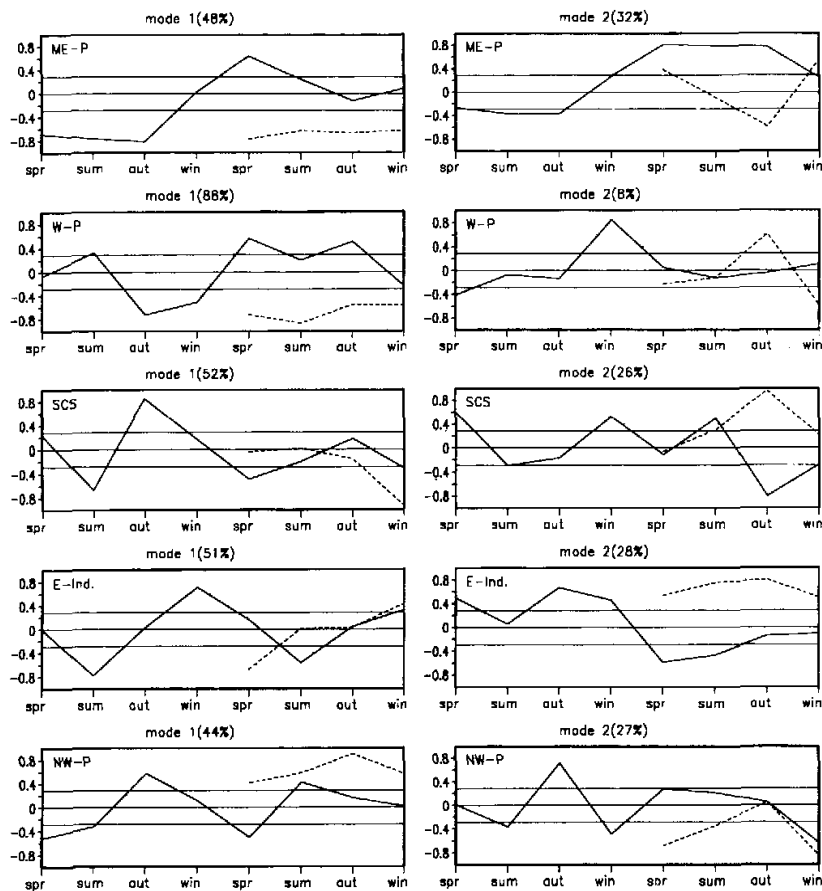 mode 1(48%)
ME-P
0.8
0.4
0
-0.4
-0.8
spr sum aut win spr sum aut win
mode 2(32%)
ME-P
0.8
0.4
0
-0.4
-0.8
spr sum aut win spr sum aut win
mode 1(88%)
W-P
0.8
0.4
0
-0.4
-0.8
spr sum aut win spr sum aut win
mode 2(8%)
W-P
0.8
0.4
0
-0.4
-0.8
spr sum aut win spr sum aut win
mode 1(52%)
SCS
0.8
0.4
0
-0.4
-0.8
spr sum aut win spr sum aut win
mode 2(26%)
SCS
0.8
0.4
0
-0.4
-0.8
spr sum aut win spr sum aut win
mode 1(51%)
E-Ind.
0.8
0.4
0
-0.4
-0.8
spr sum aut win spr sum aut win
mode 2(28%)
E-Ind.
0.8
0.4
0
-0.4
-0.8
spr sum aut win spr sum aut win
mode 1(44%)
NW-P
0.8
0.4
0
-0.4
-0.8
spr sum aut win spr sum aut win
mode 2(27%)
NW-P
0.8
0.4
0
-0.4
-0.8
spr sum aut win spr sum aut win